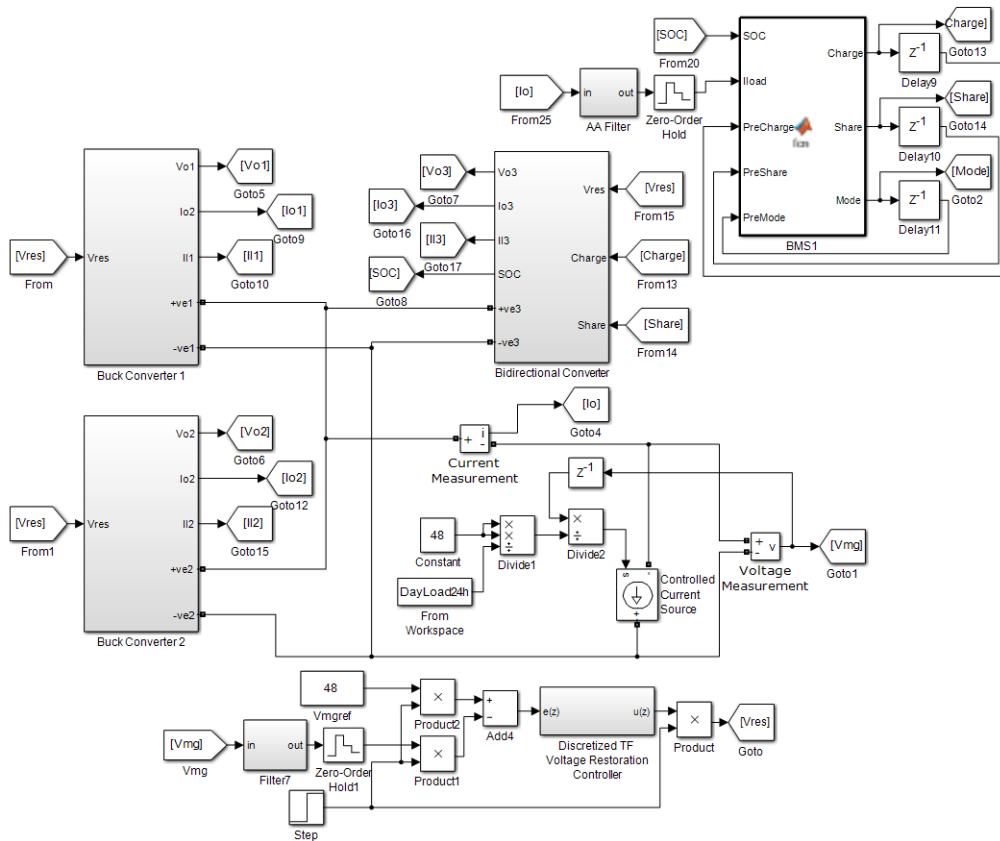 [SOC]
From20
SOC
Charge
Charge]
Goto13
Z-1
Delay9
[Io]
From25
in
out
AA Filter
Zero-Order
Hold
Iload
PreCharge
Share
[Share]
Goto14
Z-1
Delay10
PreShare
Mode
[Mode]
Goto2
Z-1
Delay11
PreMode
BMS1
[Vres]
From
Vres
Vo1
Io2
Il1
+ve1
-ve1
Buck Converter 1
[Vo1]
Goto5
[Io1]
Goto9
[Il1]
Goto10
[Vo3]
Goto7
[Io3]
Goto16
[Il3]
Goto17
[SOC]
Goto8
Vo3
Io3
Il3
SOC
+ve3
-ve3
Vres
Charge
Share
Bidirectional Converter
[Vres]
From15
[Charge]
From13
[Share]
From14
[Vres]
From1
Vres
Vo2
Io2
Il2
+ve2
-ve2
Buck Converter 2
[Vo2]
Goto6
[Io2]
Goto12
[Il2]
Goto15
+
i
-
Current
Measurement
[Io]
Goto4
Z-1
48
Constant
DayLoad24h
From
Workspace
×
×
÷
Divide1
×
÷
Divide2
s
-
+
Controlled
Current
Source
+
-
v
Voltage
Measurement
[Vmg]
Goto1
48
Vmgref
×
Product2
+
−
Add4
e(z)
u(z)
Discretized TF
Voltage Restoration
Controller
×
Product
[Vres]
Goto
[Vmg]
Vmg
in
out
Filter7
Zero-Order
Hold1
×
Product1
Step